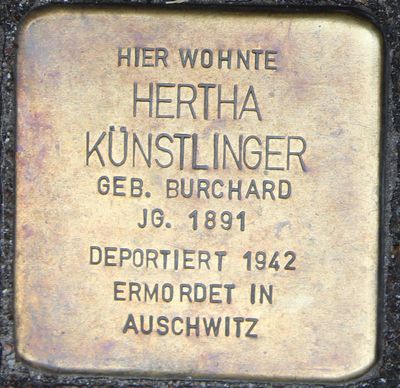 HIER WOHNTE
HERTHA
KÜNSTLINGER
GEB. BURCHARD
JG. 1891
DEPORTIERT 1942
ERMORDET IN
AUSCHWITZ